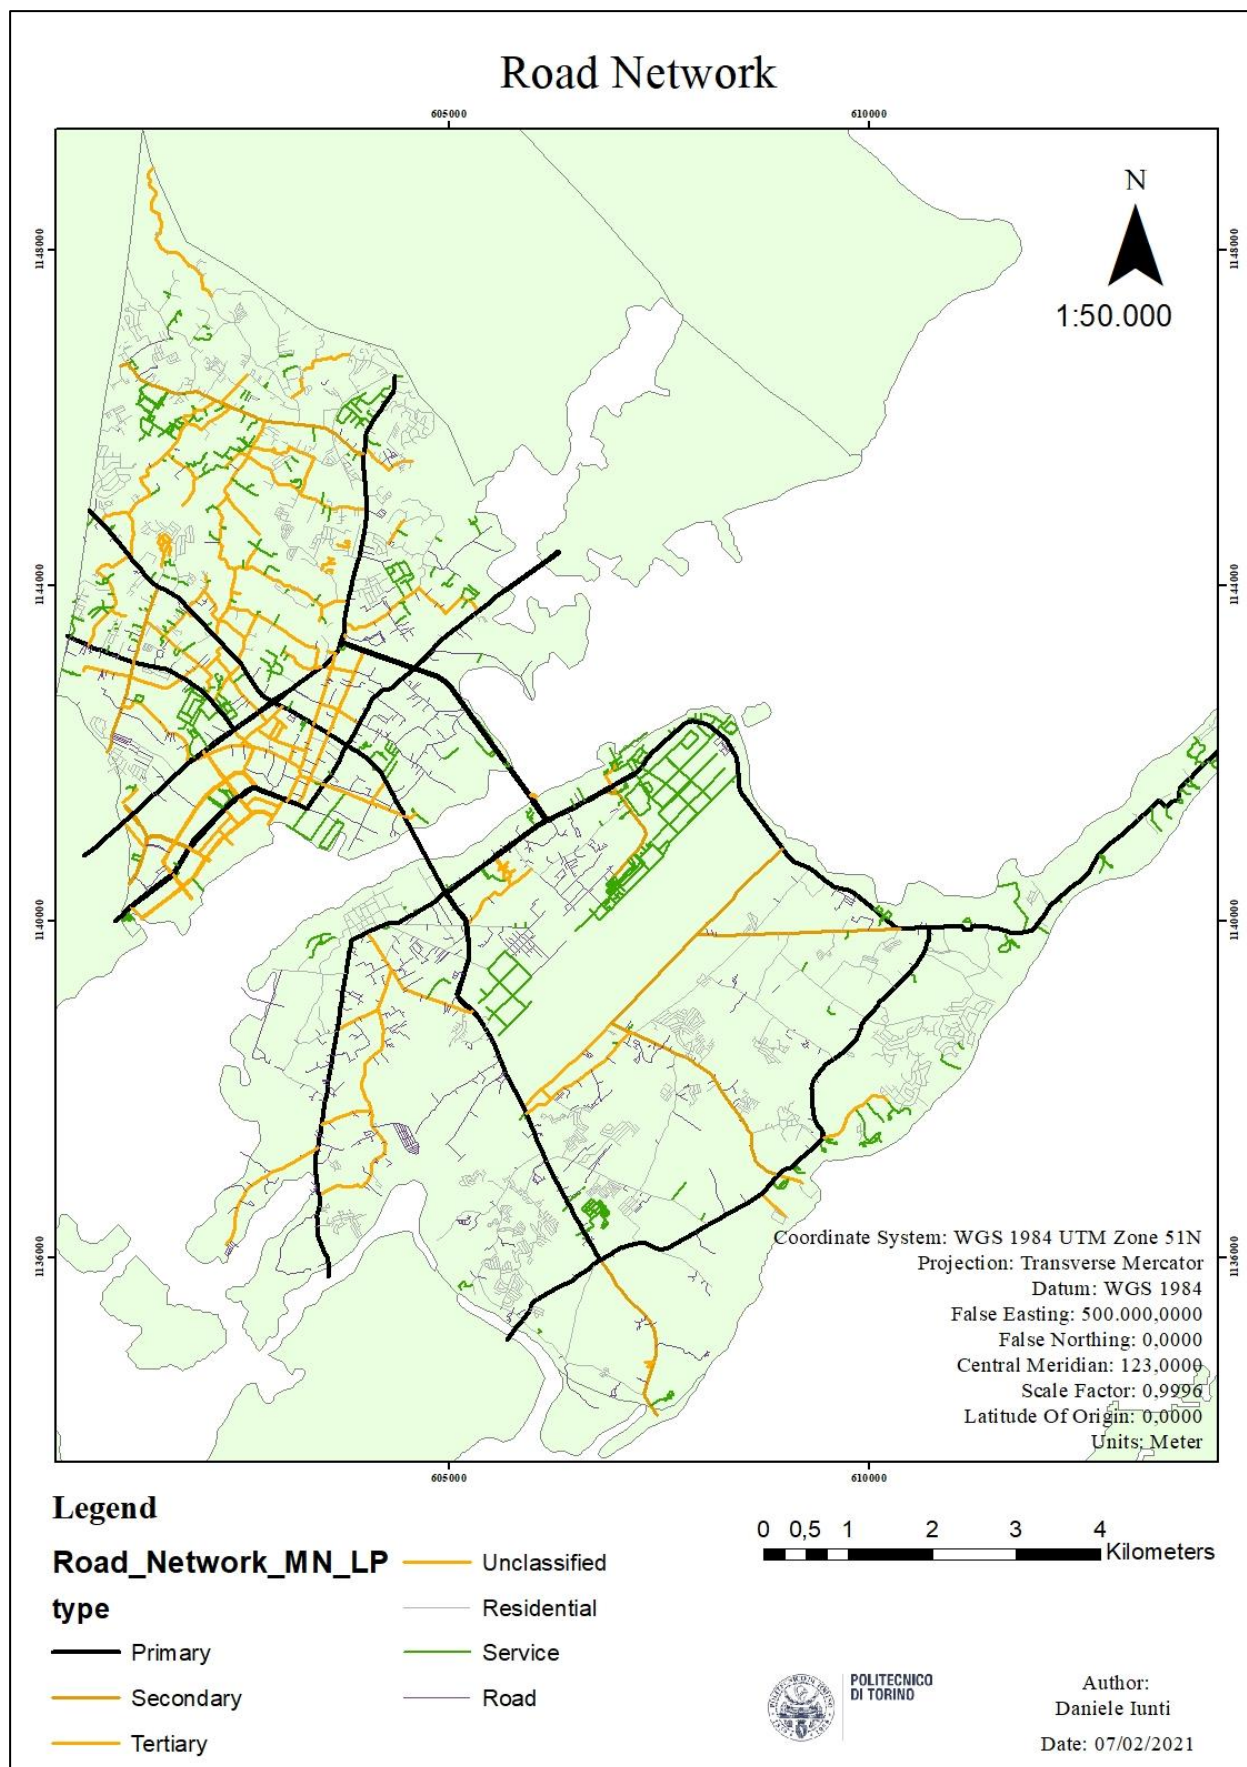 Road Network
605000
610000
N
1:50.000
1148000
1148000
1144000
1144000
1140000
1140000
1136000
1136000
Coordinate System: WGS 1984 UTM Zone 51N
Projection: Transverse Mercator
Datum: WGS 1984
False Easting: 500.000,0000
False Northing: 0,0000
Central Meridian: 123,0000
Scale Factor: 0,9996
Latitude Of Origin: 0,0000
Units: Meter
605000
610000
Legend
Road_Network_MN_LP
type
Primary
Secondary
Tertiary
Unclassified
Residential
Service
Road
0 0,5 1 2 3 4
Kilometers
POLITECNICO
DI TORINO
Author:
Daniele Iunti
Date: 07/02/2021